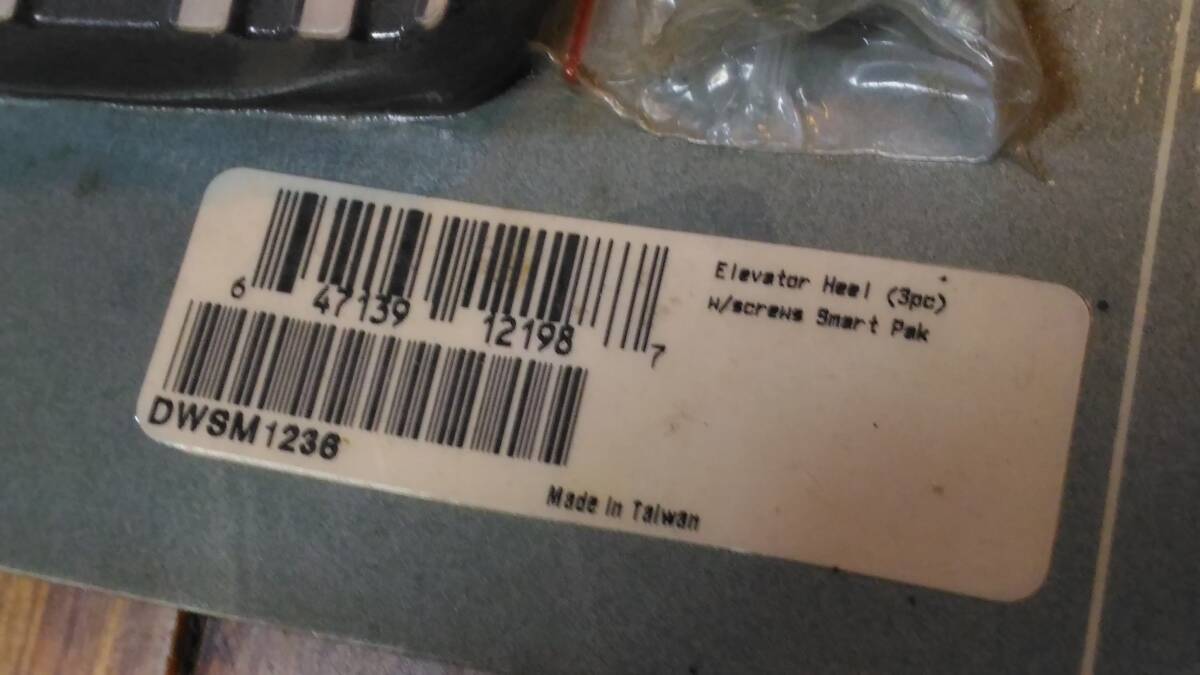 6 47139 12198 7
DWSM1236
Elevator Heel (3pc)
w/screws Smart Pak
Made in Taiwan